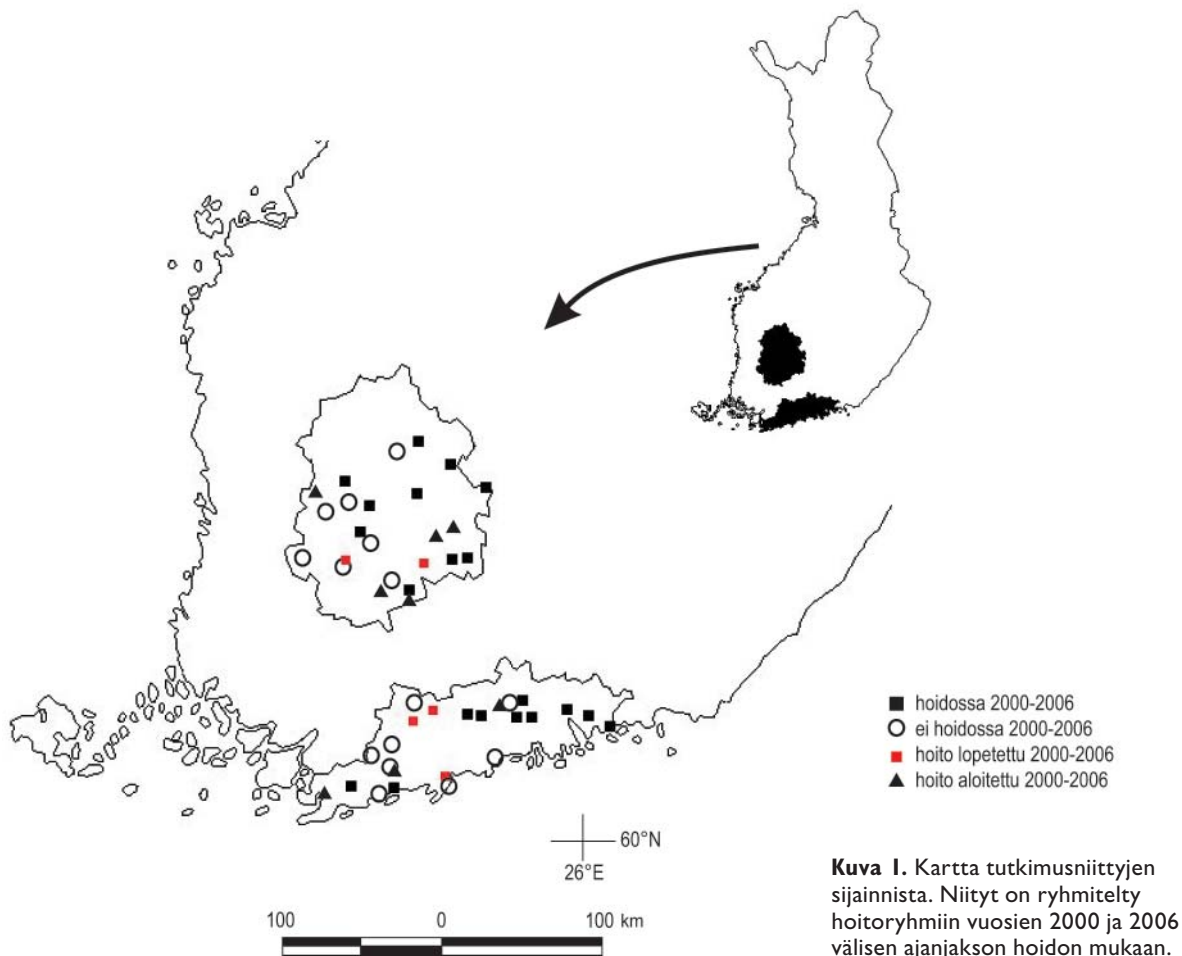 ■ hoidossa 2000-2006
○ ei hoidossa 2000-2006
■ hoito lopetettu 2000-2006
▲ hoito aloitettu 2000-2006
60°N
26°E
100 0 100 km
Kuva 1. Kartta tutkimusniittyjen
sijainnista. Niityt on ryhmitelty
hoitoryhmiin vuosien 2000 ja 2006
välisen ajanjakson hoidon mukaan.